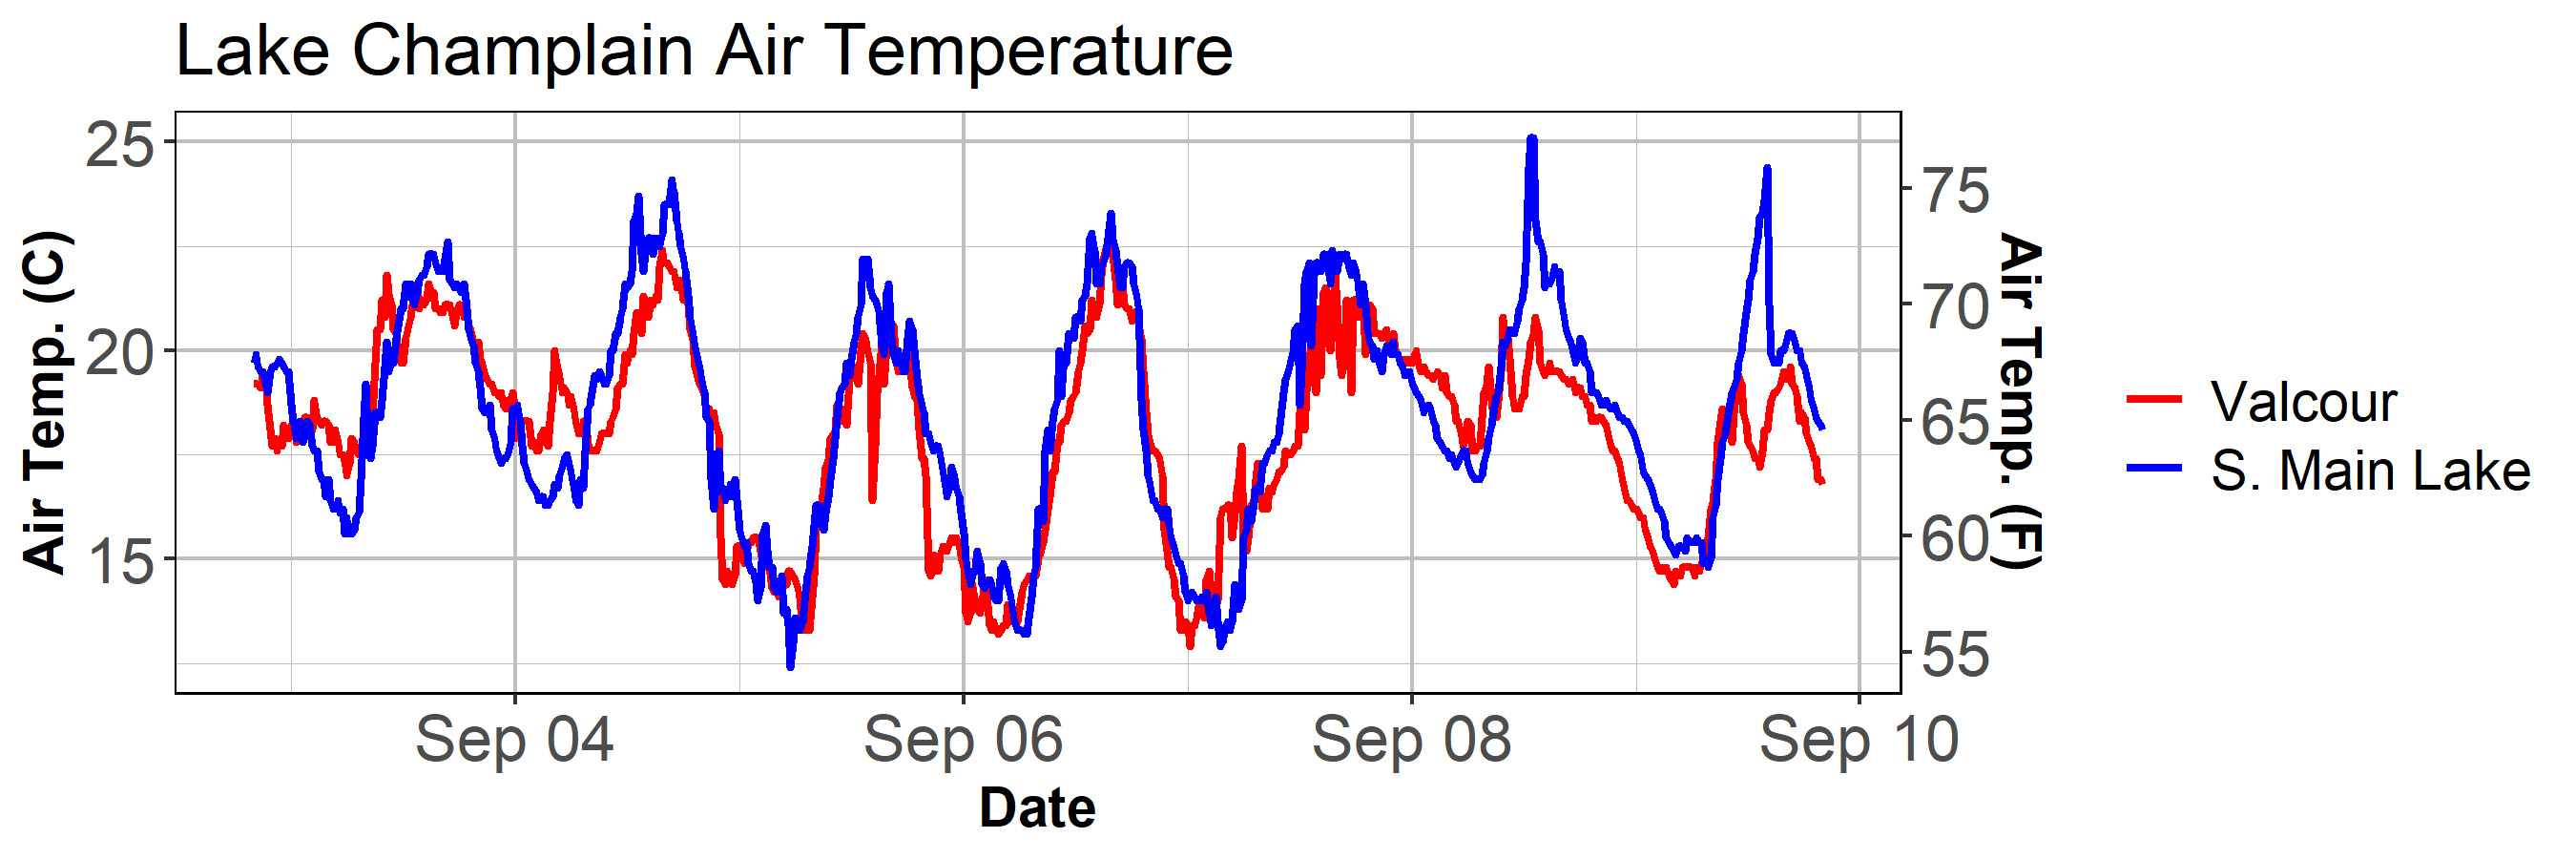 Lake Champlain Air Temperature
Air Temp. (C)
25
20
15
75
70
65
60
55
Air Temp. (F)
Valcour
S. Main Lake
Sep 04
Sep 06
Sep 08
Sep 10
Date